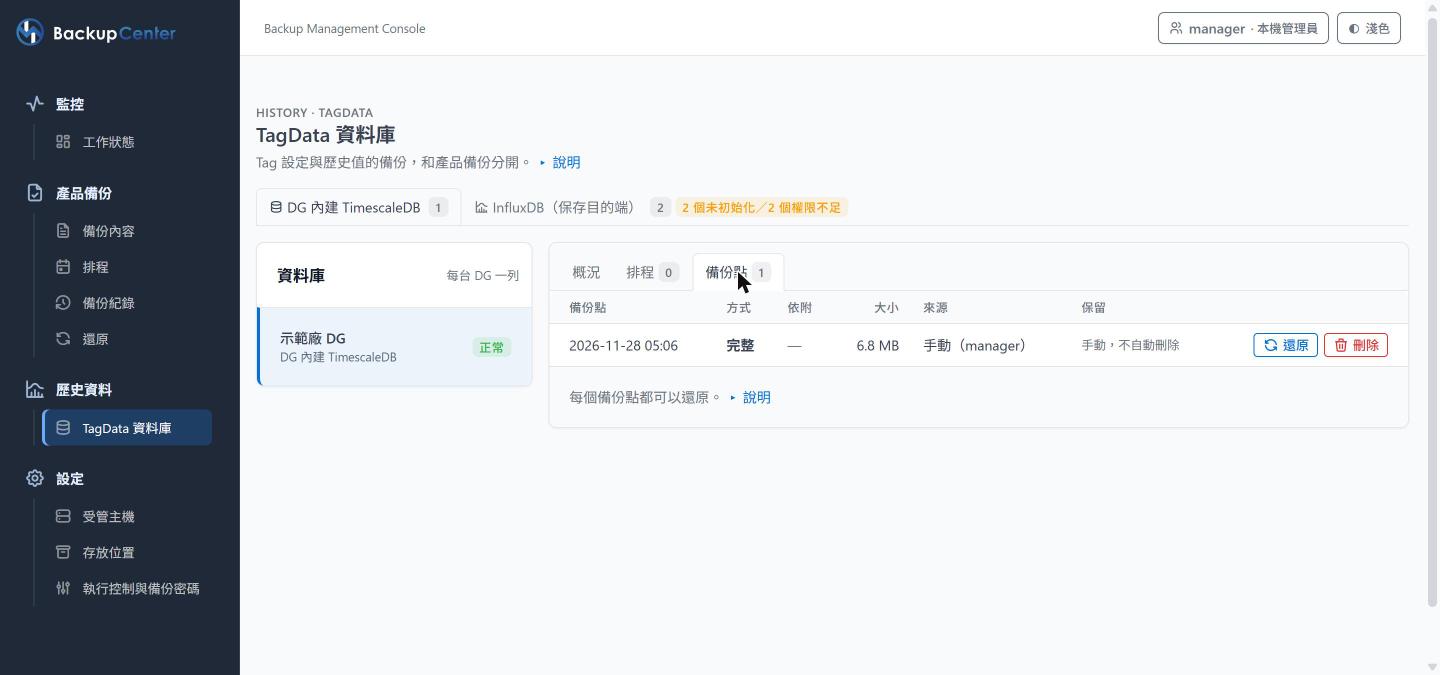 BackupCenter
Backup Management Console
manager · 本機管理員
淺色
監控
工作狀態
產品備份
備份內容
排程
備份紀錄
還原
歷史資料
TagData 資料庫
設定
受管主機
存放位置
執行控制與備份密碼
HISTORY · TAGDATA
TagData 資料庫
Tag 設定與歷史值的備份，和產品備份分開。 ▸ 說明
DG 內建 TimescaleDB 1
InfluxDB（保存目的端） 2 2 個未初始化／2 個權限不足
資料庫 每台 DG 一列
示範廠 DG
DG 內建 TimescaleDB
正常
概況 排程 0 備份點 1
備份點 方式 依附 大小 來源 保留
2026-11-28 05:06 完整 — 6.8 MB 手動（manager） 手動，不自動刪除 還原 刪除
每個備份點都可以還原。 ▸ 說明